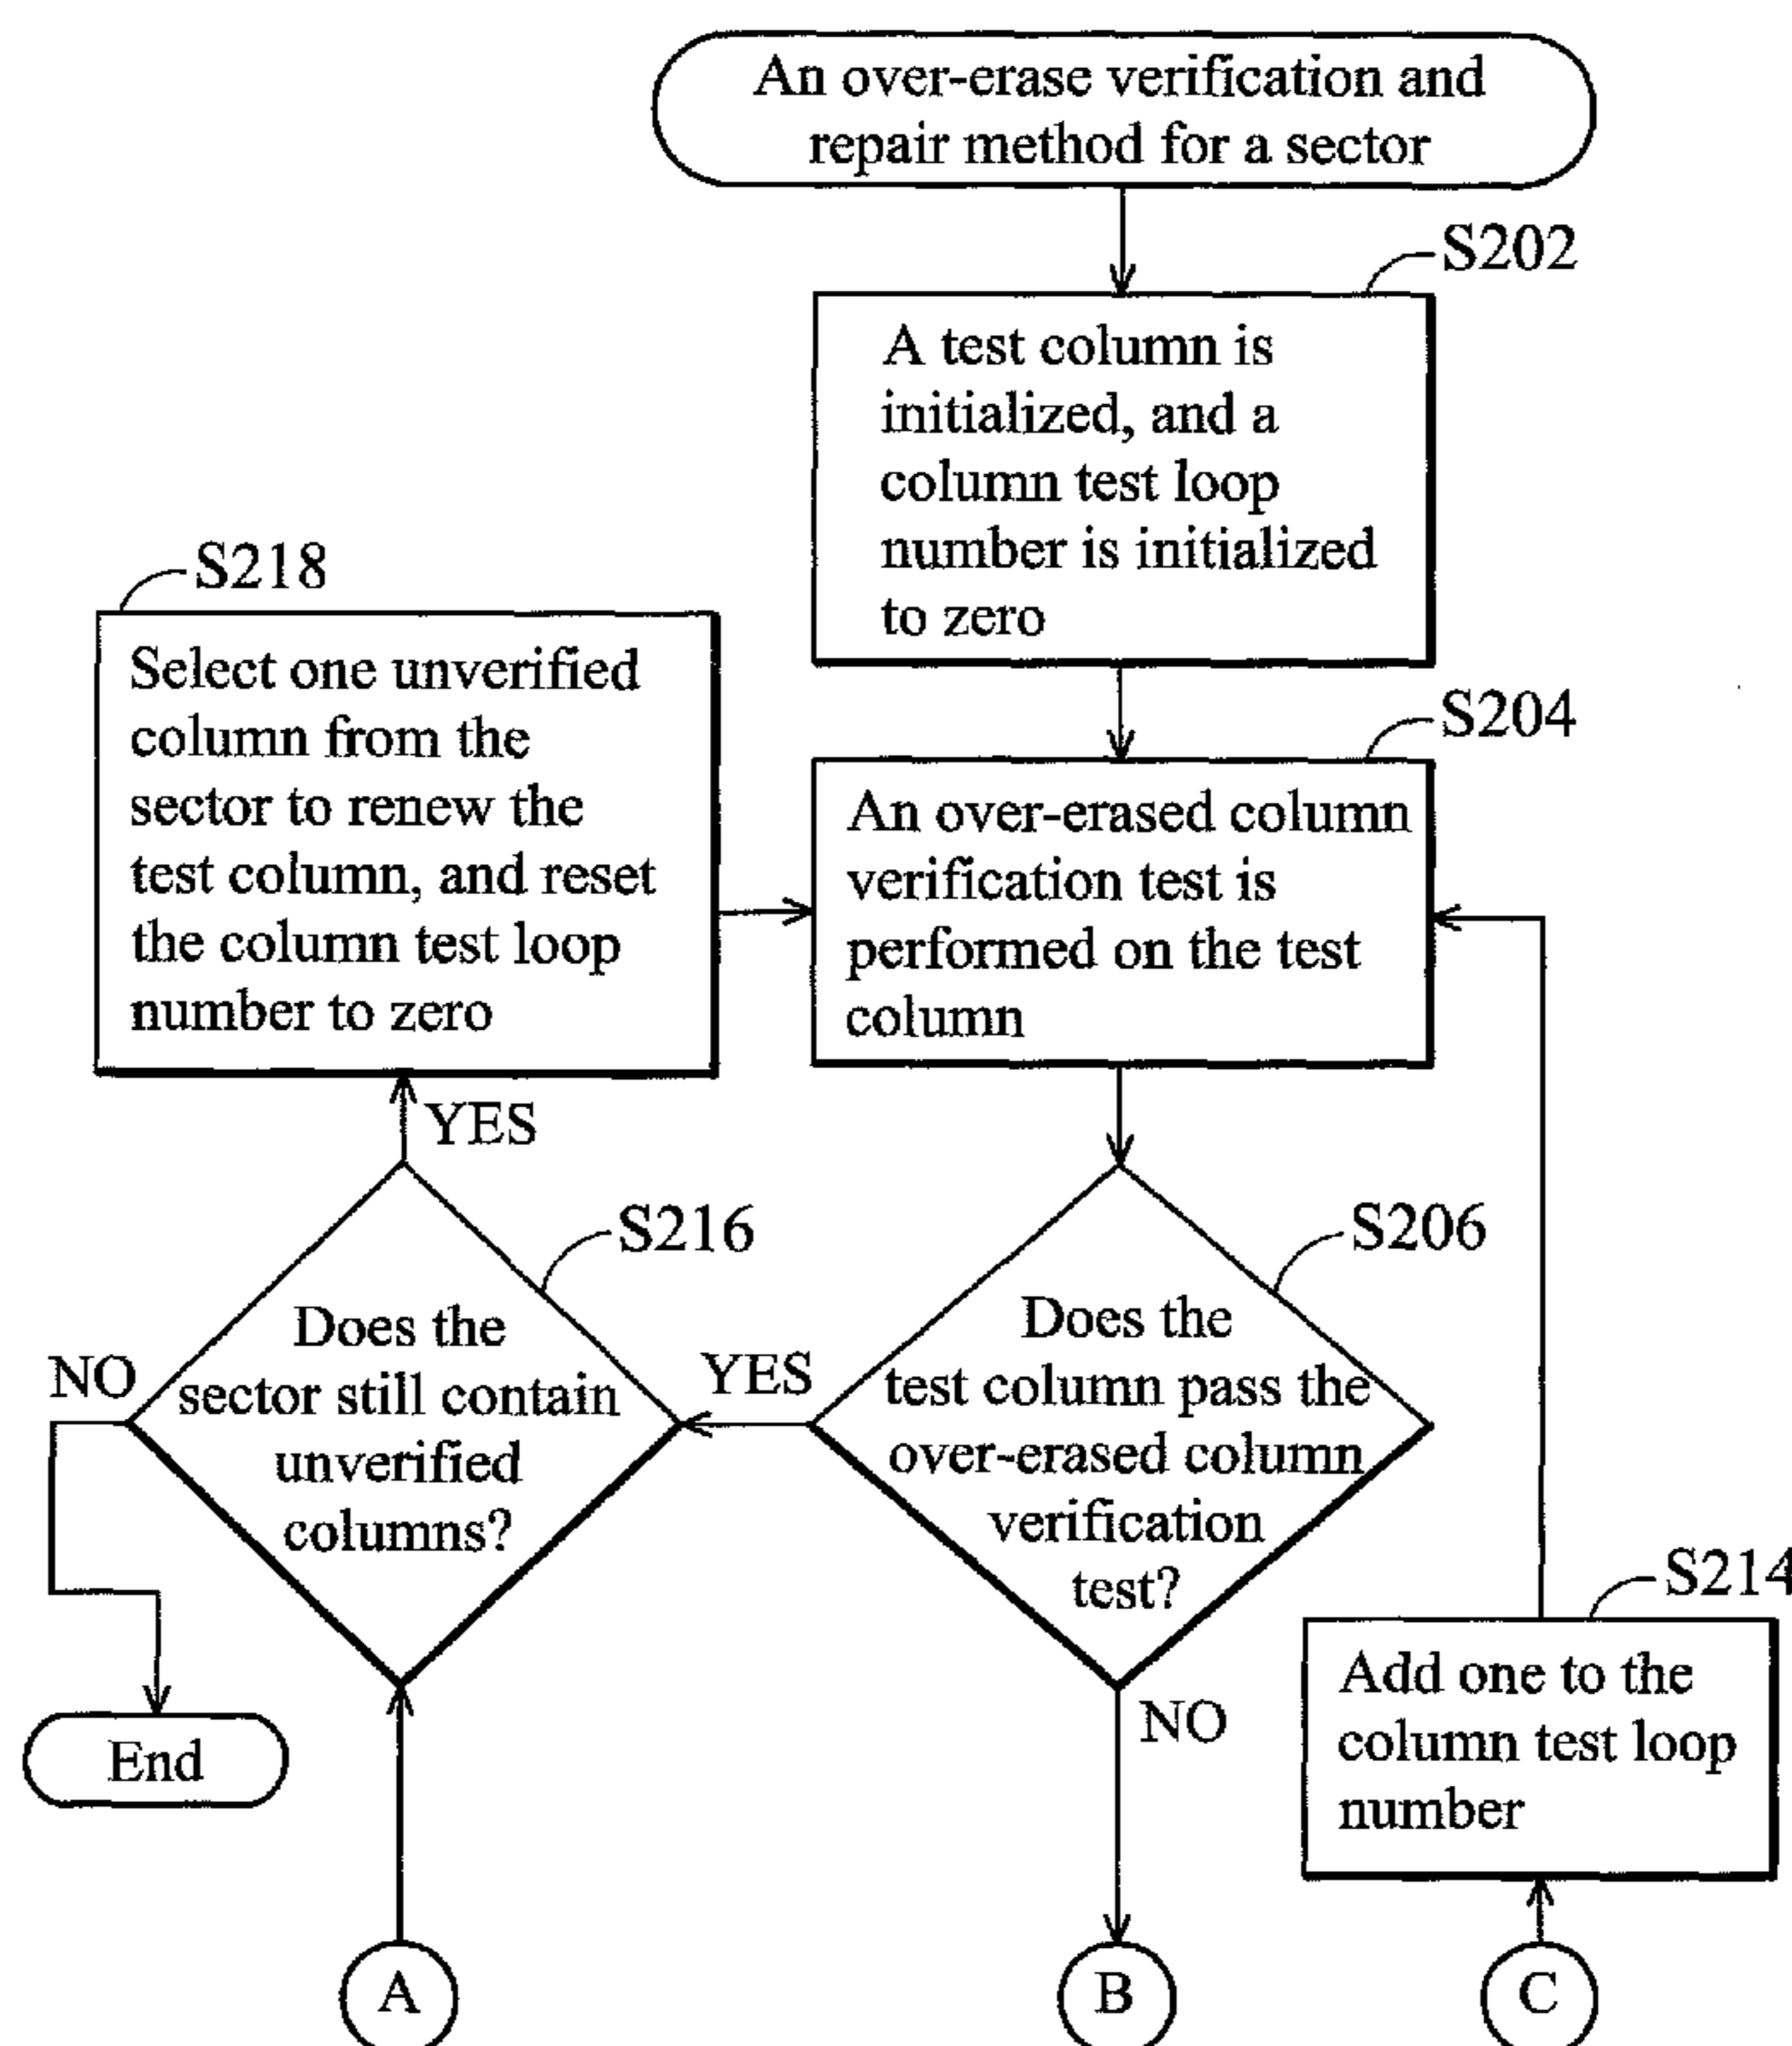 An over-erase verification and
repair method for a sector
S202
A test column is
initialized, and a
column test loop
number is initialized
to zero
S218
Select one unverified
column from the
sector to renew the
test column, and reset
the column test loop
number to zero
S204
An over-erased column
verification test is
performed on the test
column
YES
S216
Does the
sector still contain
unverified
columns?
NO
End
YES
S206
Does the
test column pass the
over-erased column
verification
test?
NO
S214
Add one to the
column test loop
number
A
B
C